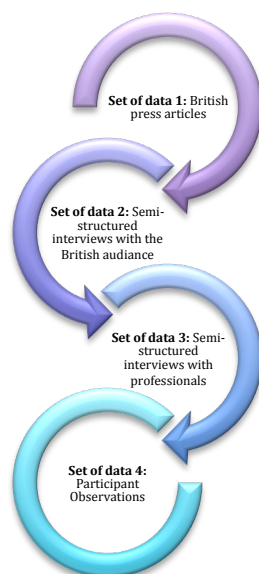 Set of data 1: British
press articles
Set of data 2: Semi-
structured
interviews with the
British audiance
Set of data 3: Semi-
structured
interviews with
professionals
Set of data 4:
Participant
Observations